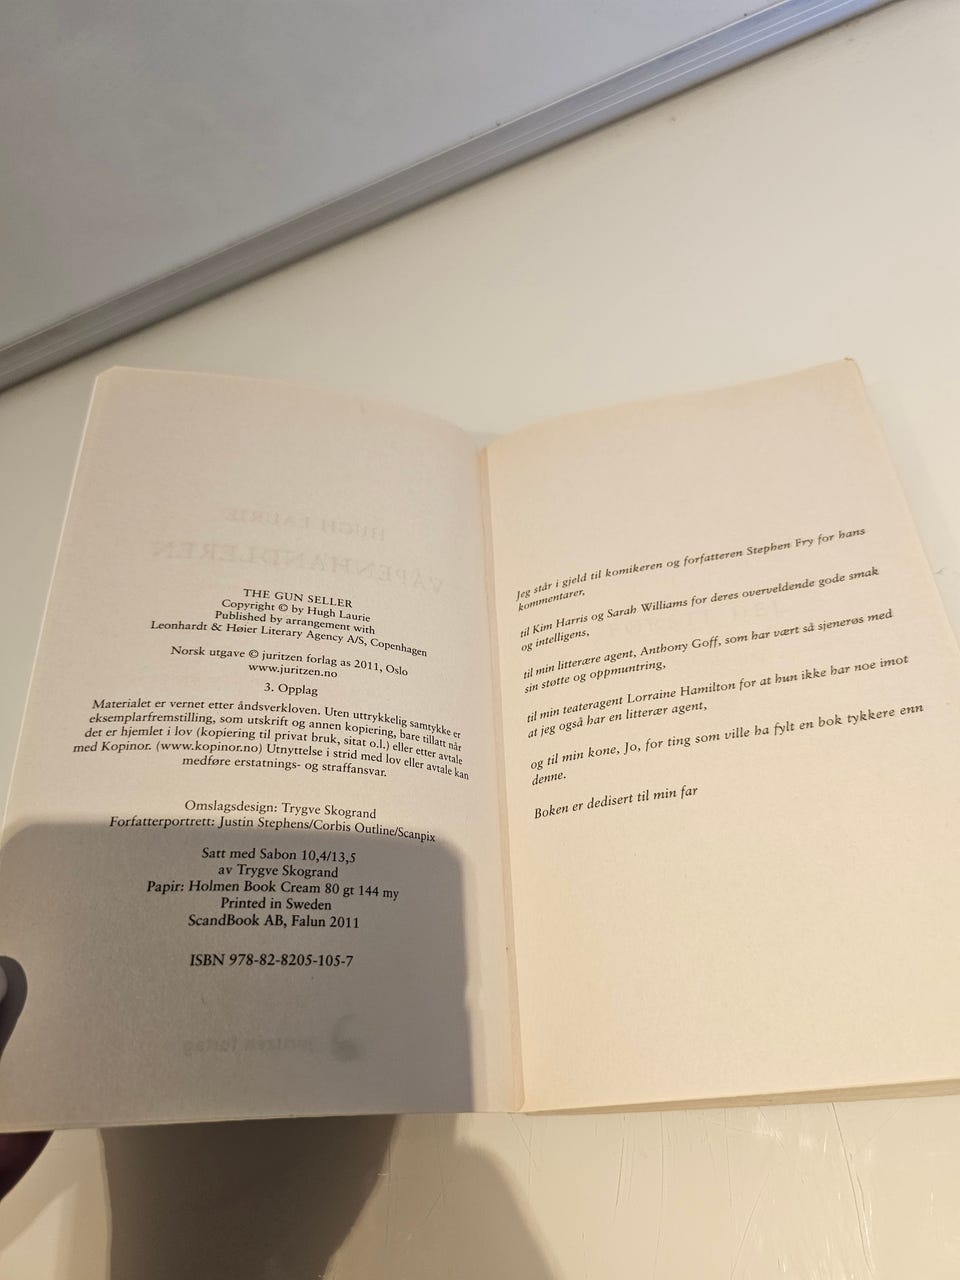 HUGH LAURIE
VÅPENHANDLEREN
THE GUN SELLER
Copyright © by Hugh Laurie
Published by arrangement with
Leonhardt & Høier Literary Agency A/S, Copenhagen
Norsk utgave © juritzen forlag as 2011, Oslo
www.juritzen.no
3. Opplag
Materialet er vernet etter åndsverkloven. Uten uttrykkelig samtykke er
eksemplarfremstilling, som utskrift og annen kopiering, bare tillatt når
det er hjemlet i lov (kopiering til privat bruk, sitat o.l.) eller etter avtale
med Kopinor. (www.kopinor.no) Utnyttelse i strid med lov eller avtale kan
medføre erstatnings- og straffansvar.
Omslagsdesign: Trygve Skogrand
Forfatterportrett: Justin Stephens/Corbis Outline/Scanpix
Satt med Sabon 10,4/13,5
av Trygve Skogrand
Papir: Holmen Book Cream 80 gt 144 my
Printed in Sweden
ScandBook AB, Falun 2011
ISBN 978-82-8205-105-7
juritzen forlag
Jeg står i gjeld til komikeren og forfatteren Stephen Fry for hans
kommentarer,
til Kim Harris og Sarah Williams for deres overveldende gode smak
og intelligens,
til min litterære agent, Anthony Goff, som har vært så sjenerøs med
sin støtte og oppmuntring,
til min teateragent Lorraine Hamilton for at hun ikke har noe imot
at jeg også har en litterær agent,
og til min kone, Jo, for ting som ville ha fylt en bok tykkere enn
denne.
Boken er dedisert til min far